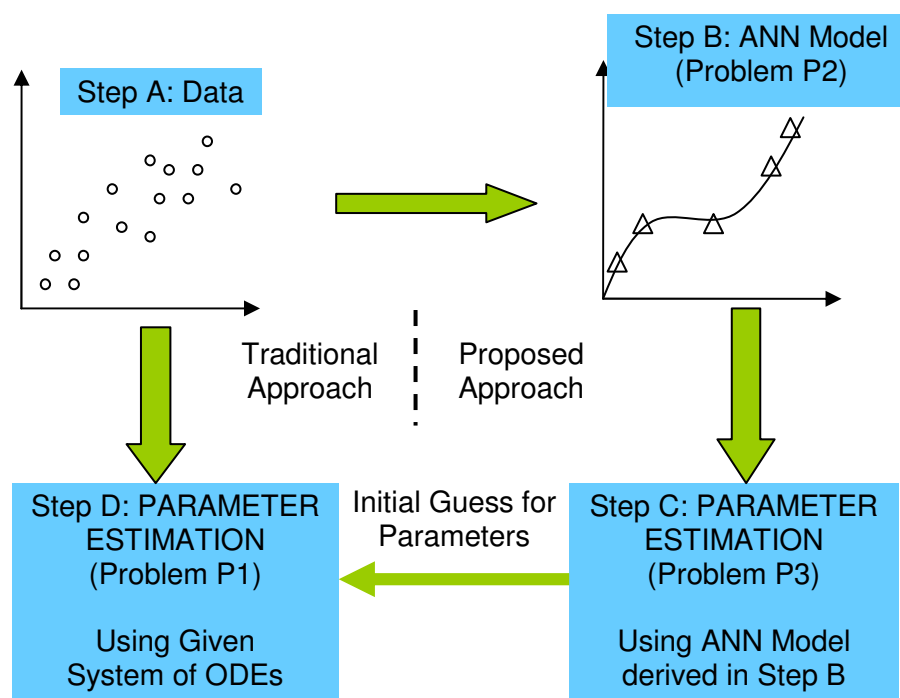 Step A: Data
Step B: ANN Model
(Problem P2)
Traditional
Approach
Proposed
Approach
Step D: PARAMETER
ESTIMATION
(Problem P1)
Using Given
System of ODEs
Initial Guess for
Parameters
Step C: PARAMETER
ESTIMATION
(Problem P3)
Using ANN Model
derived in Step B